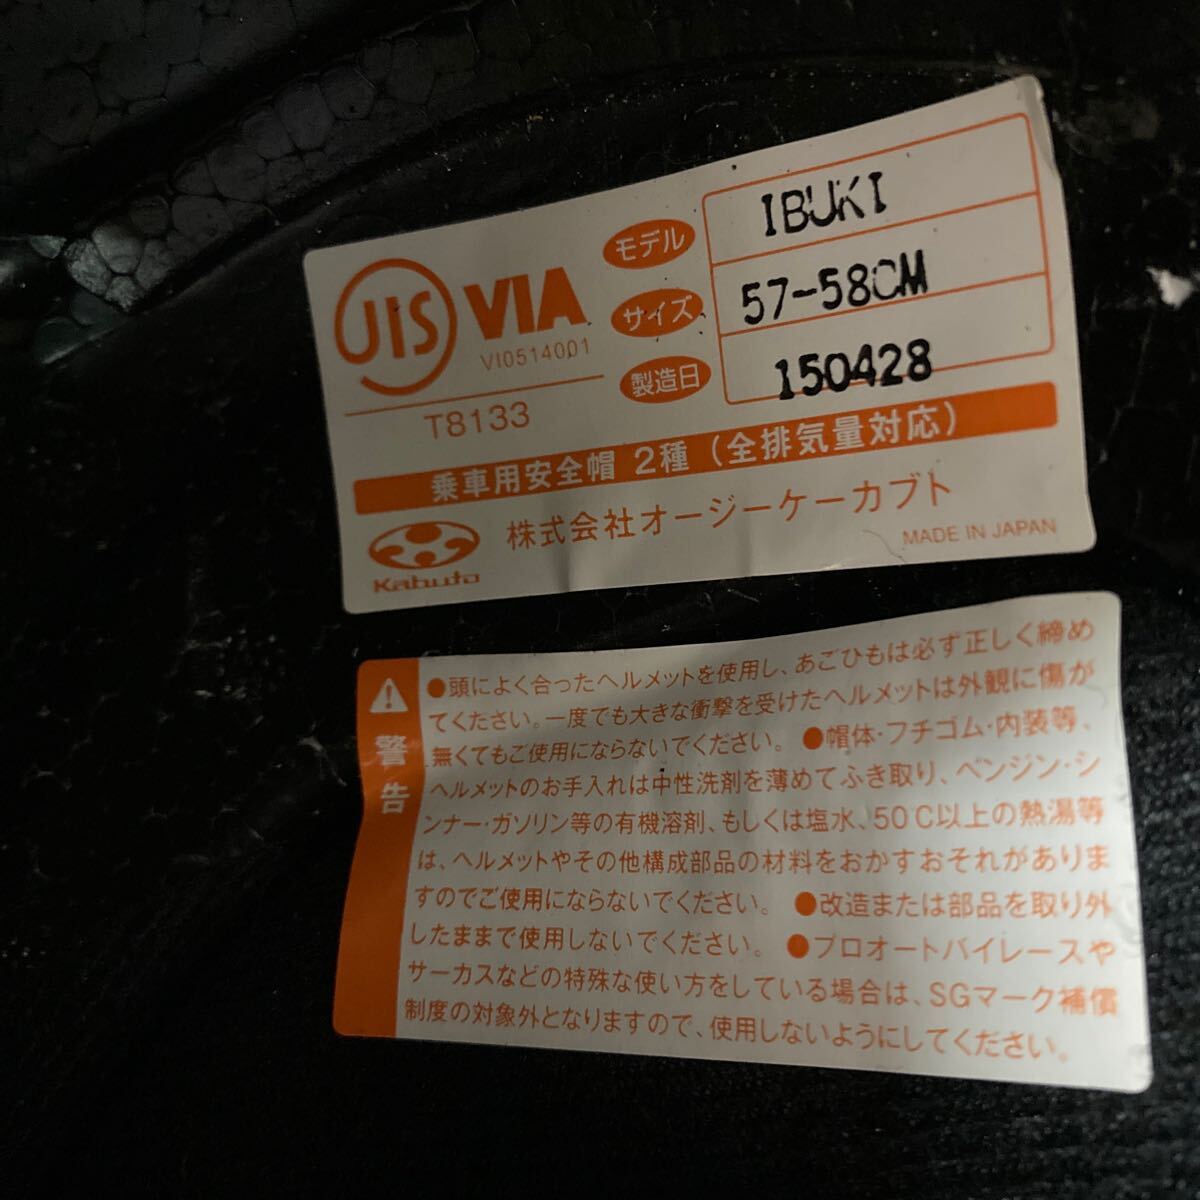 JIS VIA
VI0514001
T8133
モデル IBUKI
サイズ 57-58CM
製造日 150428
乗車用安全帽 2種(全排気量対応)
Kabuto
株式会社オージーケーカブト
MADE IN JAPAN
警告
●頭によく合ったヘルメットを使用し、あごひもは必ず正しく締め
てください。一度でも大きな衝撃を受けたヘルメットは外観に傷が
無くてもご使用にならないでください。 ●帽体・フチゴム・内装等、
ヘルメットのお手入れは中性洗剤を薄めてふき取り、ベンジン・シ
ンナー・ガソリン等の有機溶剤、もしくは塩水、50℃以上の熱湯等
は、ヘルメットやその他構成部品の材料をおかすおそれがありま
すのでご使用にならないでください。 ●改造または部品を取り外
したままで使用しないでください。 ●プロオートバイレースや
サーカスなどの特殊な使い方をしている場合は、SGマーク補償
制度の対象外となりますので、使用しないようにしてください。